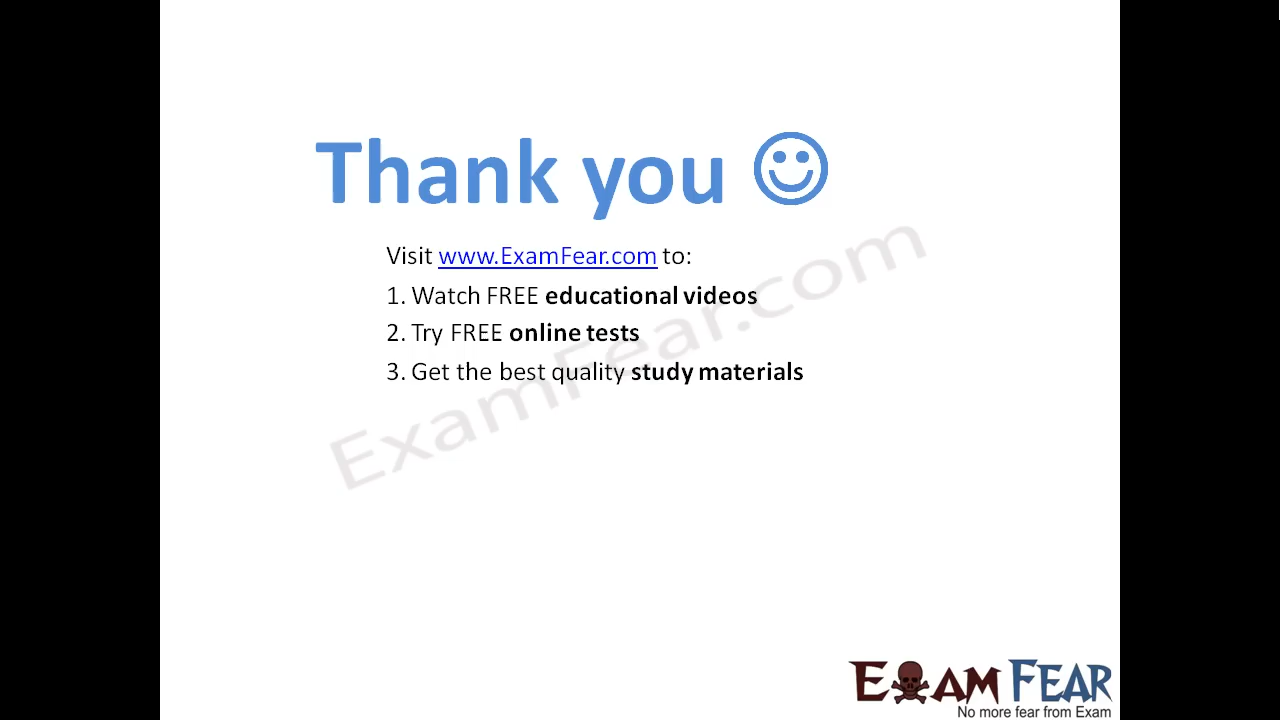 Thank you ☺
Visit www.ExamFear.com to:
1. Watch FREE educational videos
2. Try FREE online tests
3. Get the best quality study materials
ExamFear.com
EXAM FEAR
No more fear from Exam